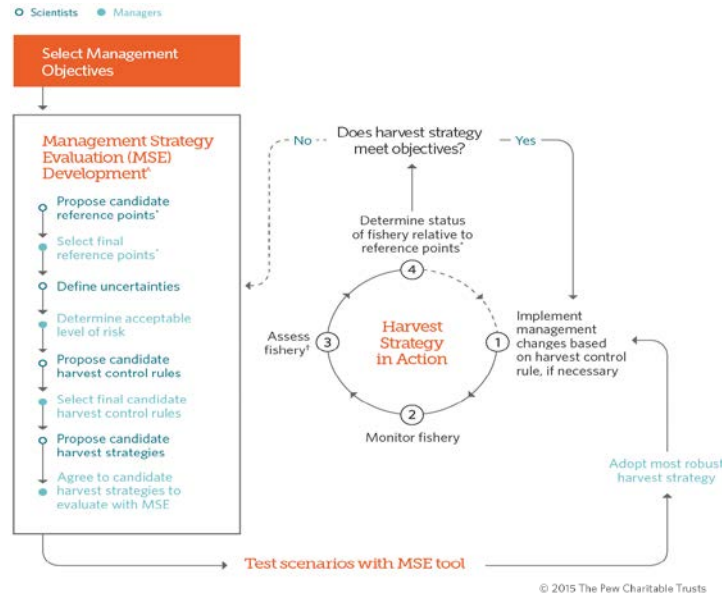 Scientists
Managers
Select Management
Objectives
Management Strategy
Evaluation (MSE)
Development^
Propose candidate
reference points*
Select final
reference points*
Define uncertainties
Determine acceptable
level of risk
Propose candidate
harvest control rules
Select final candidate
harvest control rules
Propose candidate
harvest strategies
Agree to candidate
harvest strategies to
evaluate with MSE
No
Does harvest strategy
meet objectives?
Yes
Determine status
of fishery relative to
reference points*
4
Assess
fishery†
3
Harvest
Strategy
in Action
1
Implement
management
changes based
on harvest control
rule, if necessary
2
Monitor fishery
Adopt most robust
harvest strategy
Test scenarios with MSE tool
© 2015 The Pew Charitable Trusts